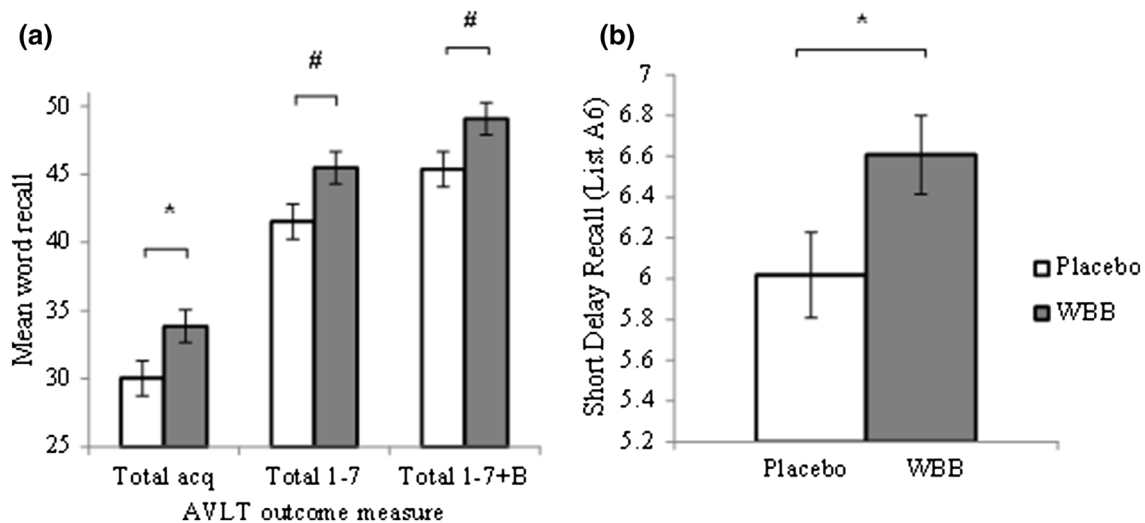 (a)
#
#
*
Mean word recall
50
45
40
35
30
25
Total acq Total 1-7 Total 1-7+B
AVLT outcome measure
(b)
*
Short Delay Recall (List A6)
7
6.8
6.6
6.4
6.2
6
5.8
5.6
5.4
5.2
Placebo WBB
Placebo
WBB